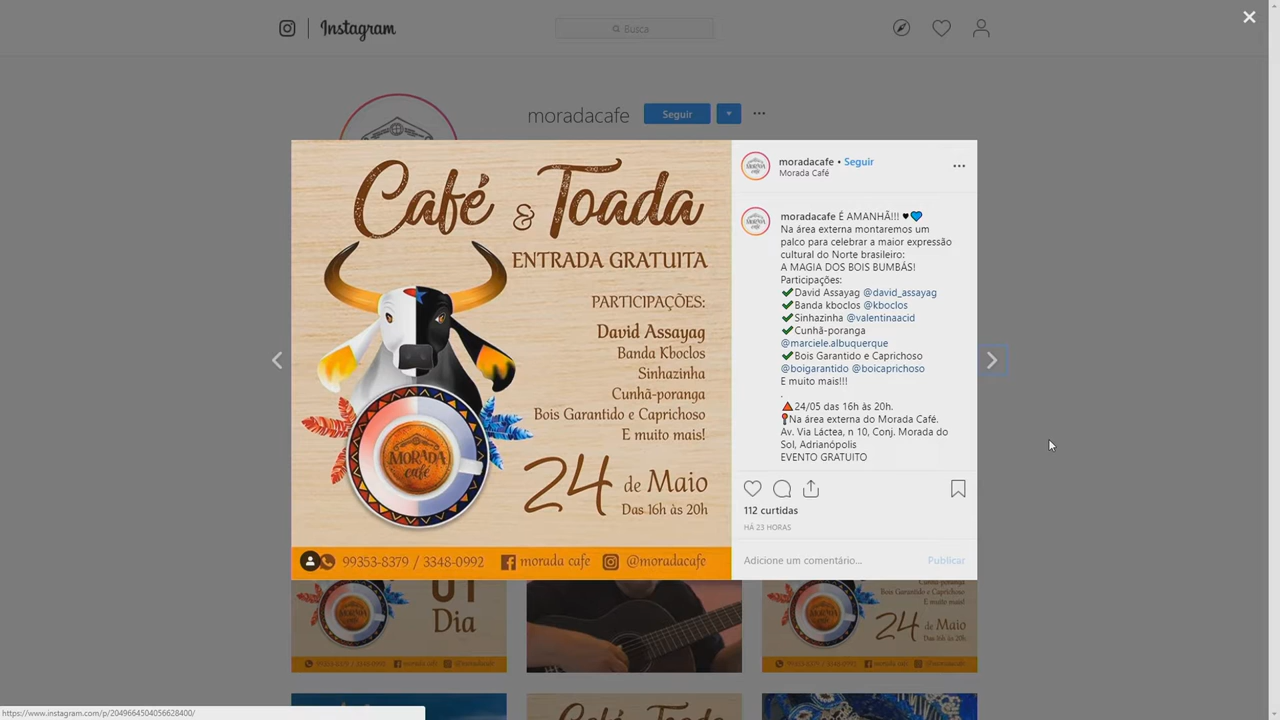 Instagram
Busca
moradacafe Seguir
Café & Toada
ENTRADA GRATUITA
PARTICIPAÇÕES:
David Assayag
Banda Kboclos
Sinhazinha
Cunhã-poranga
Bois Garantido e Caprichoso
E muito mais!
24 de Maio
Das 16h às 20h
MORADA
café
99353-8379 / 3348-0992 morada cafe @moradacafe
moradacafe • Seguir
Morada Café
moradacafe É AMANHÃ!!! ♥💙
Na área externa montaremos um
palco para celebrar a maior expressão
cultural do Norte brasileiro:
A MAGIA DOS BOIS BUMBÁS!
Participações:
✔David Assayag @david_assayag
✔Banda kboclos @kboclos
✔Sinhazinha @valentinaacid
✔Cunhã-poranga
@marciele.albuquerque
✔Bois Garantido e Caprichoso
@boigarantido @boicaprichoso
E muito mais!!!
.
🔺24/05 das 16h às 20h.
📍Na área externa do Morada Café.
Av. Via Láctea, n 10, Conj. Morada do
Sol, Adrianópolis
EVENTO GRATUITO
112 curtidas
HÁ 23 HORAS
Adicione um comentário... Publicar
01
Dia
E muito mais!
24 de Maio
Das 16h às 20h
https://www.instagram.com/p/2049664504056628400/